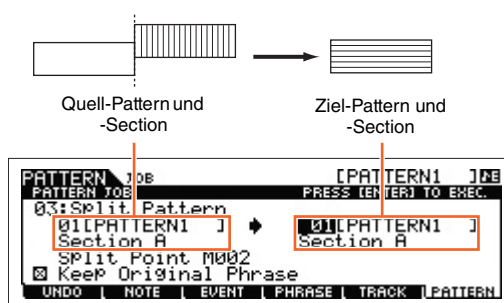 Quell-Pattern und
-Section
Ziel-Pattern und
-Section
PATTERN JOB [PATTERN1 ]
PATTERN JOB PRESS [ENTER] TO EXEC.
03:Split Pattern
01[PATTERN1 ] 01[PATTERN1 ]
Section A Section A
Split Point M002
Keep Original Phrase
UNDO NOTE EVENT PHRASE TRACK PATTERN